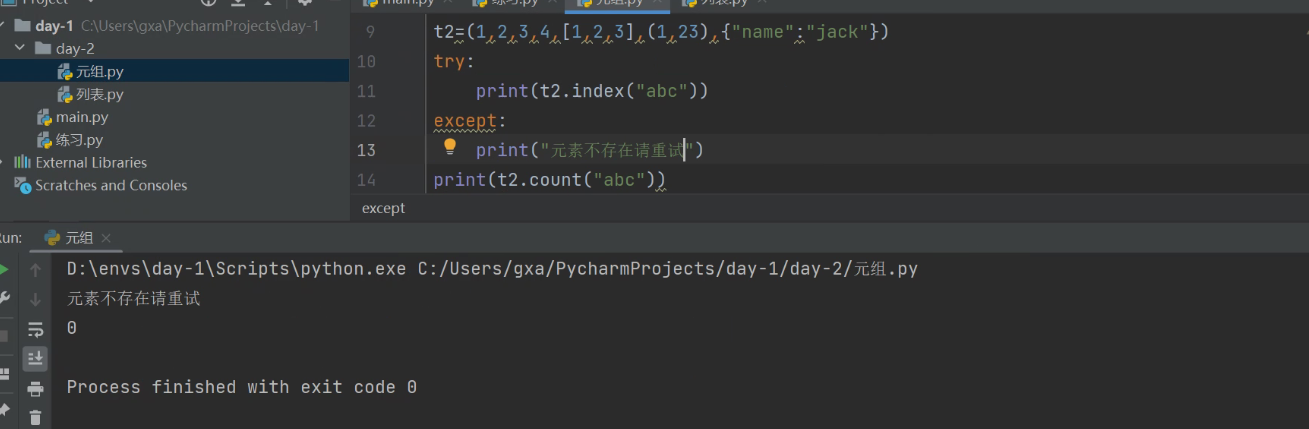 Project
day-1 C:\Users\gxa\PycharmProjects\day-1
day-2
元组.py
列表.py
main.py
练习.py
External Libraries
Scratches and Consoles
main.py 练习.py 元组.py 列表.py
9 t2=(1,2,3,4,[1,2,3],(1,23),{"name":"jack"})
10 try:
11 print(t2.index("abc"))
12 except:
13 print("元素不存在请重试")
14 print(t2.count("abc"))
except
Run: 元组
D:\envs\day-1\Scripts\python.exe C:/Users/gxa/PycharmProjects/day-1/day-2/元组.py
元素不存在请重试
0
Process finished with exit code 0